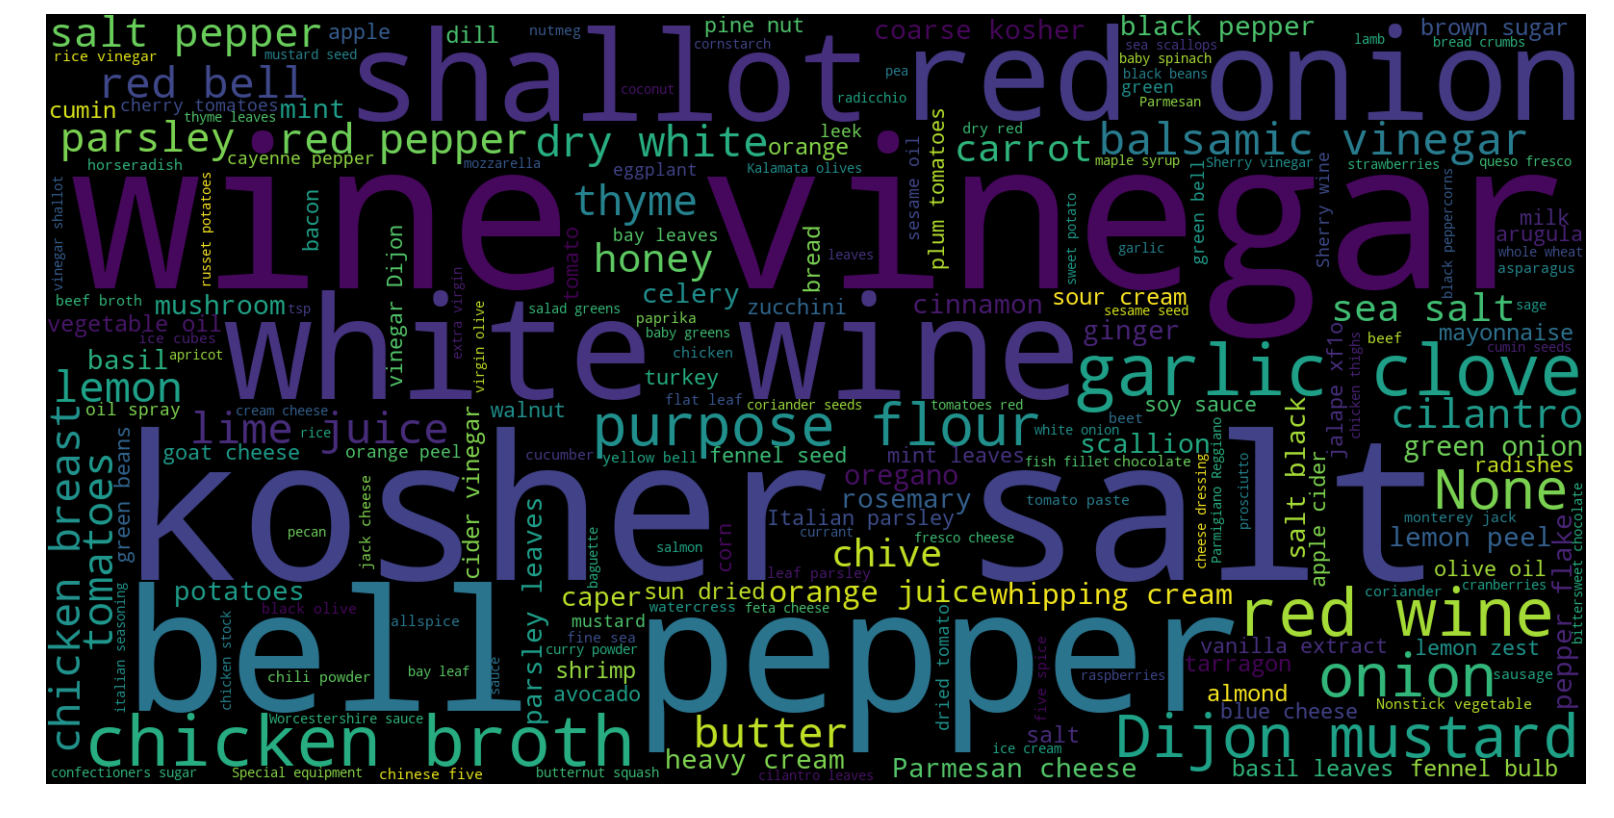 salt pepper
apple
dill
nutmeg
pine nut
cornstarch
coarse kosher
black pepper
brown sugar
rice vinegar
mustard seed
shallot
red onion
sea scallops
lamb
bread crumbs
baby spinach
red bell
coconut
pea
black beans
green
Parmesan
cumin
cherry tomatoes
mint
thyme leaves
radicchio
parsley
red pepper
dry white
orange
leek
dry red
carrot
balsamic vinegar
horseradish
cayenne pepper
mozzarella
eggplant
Kalamata olives
sesame oil
maple syrup
Sherry vinegar
strawberries
queso fresco
wine vinegar
vinegar shallot
russet potatoes
bacon
thyme
plum tomatoes
sweet potato
green bell
Sherry wine
black peppercorns
milk
arugula
whole wheat
asparagus
bay leaves
tomato
honey
bread
leaves
garlic
beef broth
mushroom
tsp
vinegar Dijon
extra virgin
virgin olive
salad greens
celery
zucchini
cinnamon
sour cream
sesame seed
sea salt
sage
vegetable oil
ice cubes
white wine
paprika
baby greens
ginger
mayonnaise
beef
cumin seeds
basil
apricot
chicken
garlic clove
jalape xf1o
chicken thighs
lemon
turkey
flat leaf
oil spray
cream cheese
walnut
coriander seeds
tomatoes red
soy sauce
beet
cilantro
lime juice
rice
purpose flour
white onion
scallion
salt black
green onion
chicken breast
tomatoes
green beans
goat cheese
orange peel
cider vinegar
cucumber
yellow bell
fennel seed
mint leaves
fish fillet
chocolate
cheese dressing
Parmigiano Reggiano
prosciutto
apple cider
radishes
kosher salt
oregano
rosemary
tomato paste
None
monterey jack
lemon peel
pecan
jack cheese
parsley leaves
baguette
salmon
corn
Italian parsley
currant
chive
fresco cheese
leaf parsley
olive oil
pepper flake
bittersweet chocolate
coriander
cranberries
potatoes
caper
sun dried
orange juice
whipping cream
italian seasoning
chicken stock
black olive
allspice
bell pepper
mustard
watercress
feta cheese
red wine
fine sea
curry powder
vanilla extract
lemon zest
chili powder
bay leaf
sauce
shrimp
avocado
dried tomato
five spice
raspberries
tarragon
onion
sausage
almond
Nonstick vegetable
blue cheese
chicken broth
Worcestershire sauce
butter
salt
Dijon mustard
ice cream
heavy cream
confectioners sugar
Special equipment
chinese five
butternut squash
cilantro leaves
Parmesan cheese
basil leaves
fennel bulb